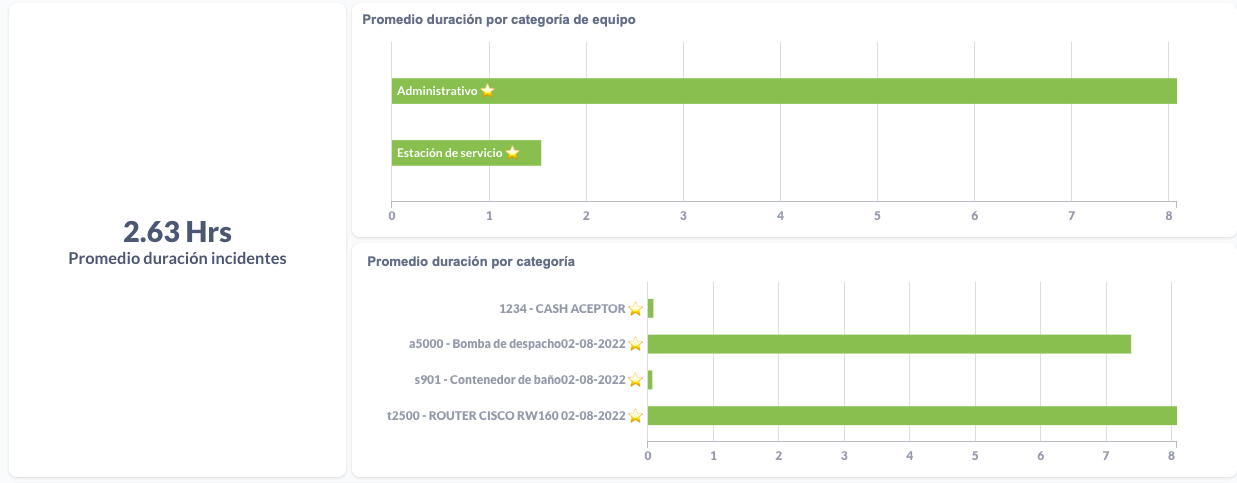 2.63 Hrs
Promedio duración incidentes
Promedio duración por categoría de equipo
Administrativo ⭐
Estación de servicio ⭐
0 1 2 3 4 5 6 7 8
Promedio duración por categoría
1234 - CASH ACEPTOR ⭐
a5000 - Bomba de despacho02-08-2022 ⭐
s901 - Contenedor de baño02-08-2022 ⭐
t2500 - ROUTER CISCO RW160 02-08-2022 ⭐
0 1 2 3 4 5 6 7 8